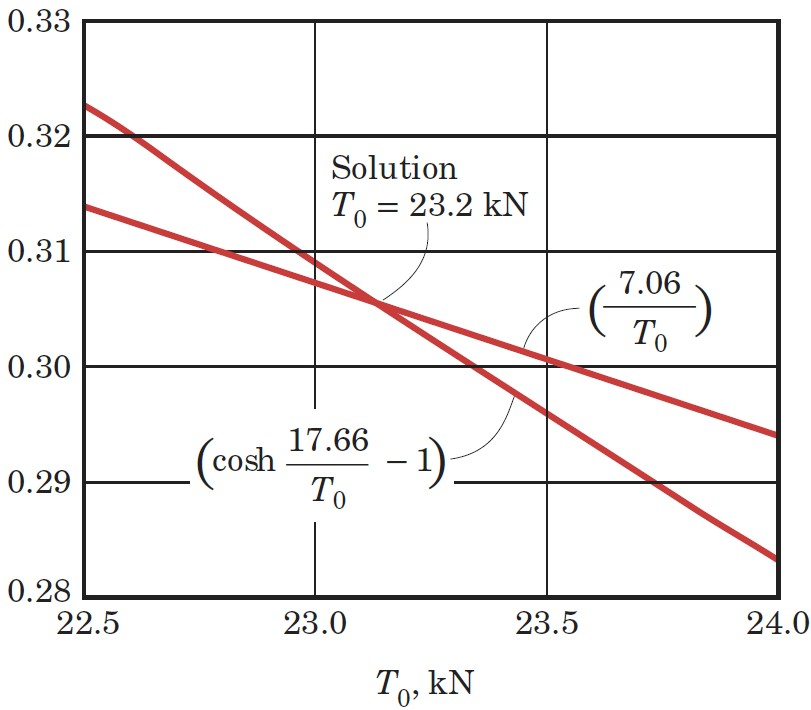 0.33
0.32
0.31
0.30
0.29
0.28
22.5 23.0 23.5 24.0
T₀, kN
Solution
T₀ = 23.2 kN
(7.06/T₀)
(cosh 17.66/T₀ − 1)